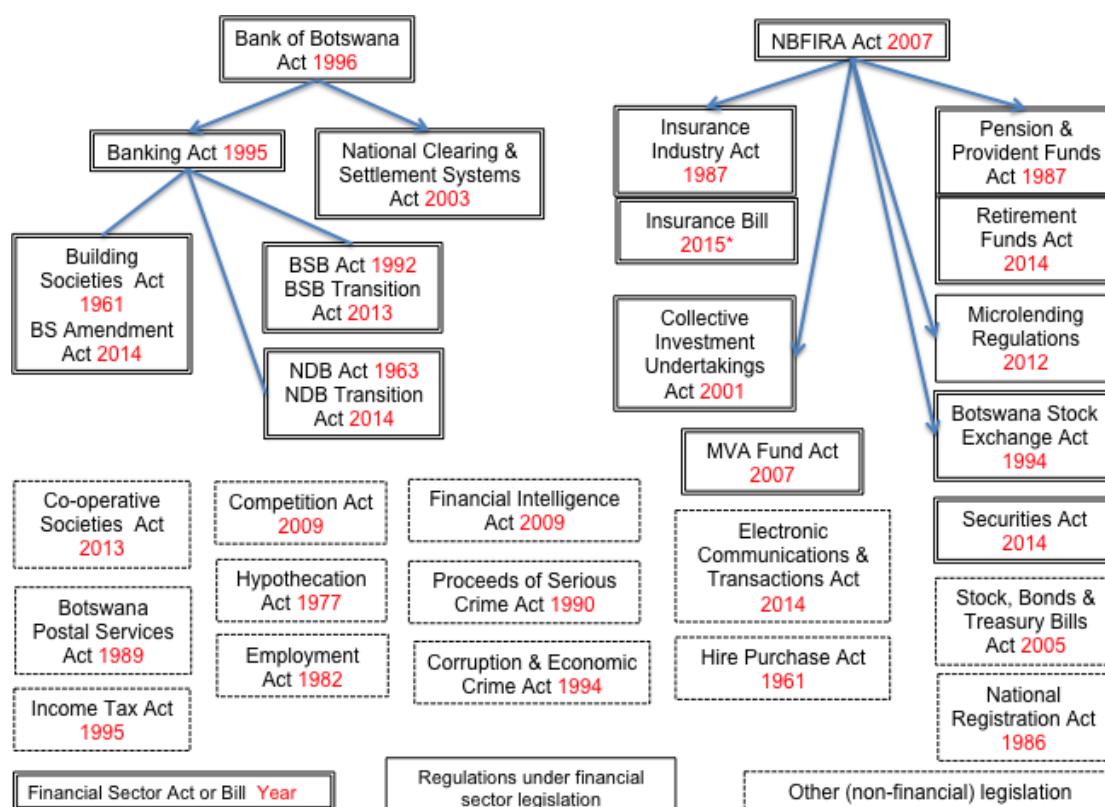 Bank of Botswana
Act 1996
NBFIRA Act 2007
Banking Act 1995
National Clearing &
Settlement Systems
Act 2003
Insurance
Industry Act
1987
Pension &
Provident Funds
Act 1987
Insurance Bill
2015*
Retirement
Funds Act
2014
Building
Societies Act
1961
BS Amendment
Act 2014
BSB Act 1992
BSB Transition
Act 2013
Collective
Investment
Undertakings
Act 2001
Microlending
Regulations
2012
NDB Act 1963
NDB Transition
Act 2014
Botswana Stock
Exchange Act
1994
MVA Fund Act
2007
Co-operative
Societies Act
2013
Competition Act
2009
Financial Intelligence
Act 2009
Securities Act
2014
Electronic
Communications &
Transactions Act
2014
Hypothecation
Act 1977
Proceeds of Serious
Crime Act 1990
Botswana
Postal Services
Act 1989
Stock, Bonds &
Treasury Bills
Act 2005
Employment
Act 1982
Corruption & Economic
Crime Act 1994
Hire Purchase Act
1961
Income Tax Act
1995
National
Registration Act
1986
Financial Sector Act or Bill Year
Regulations under financial
sector legislation
Other (non-financial) legislation